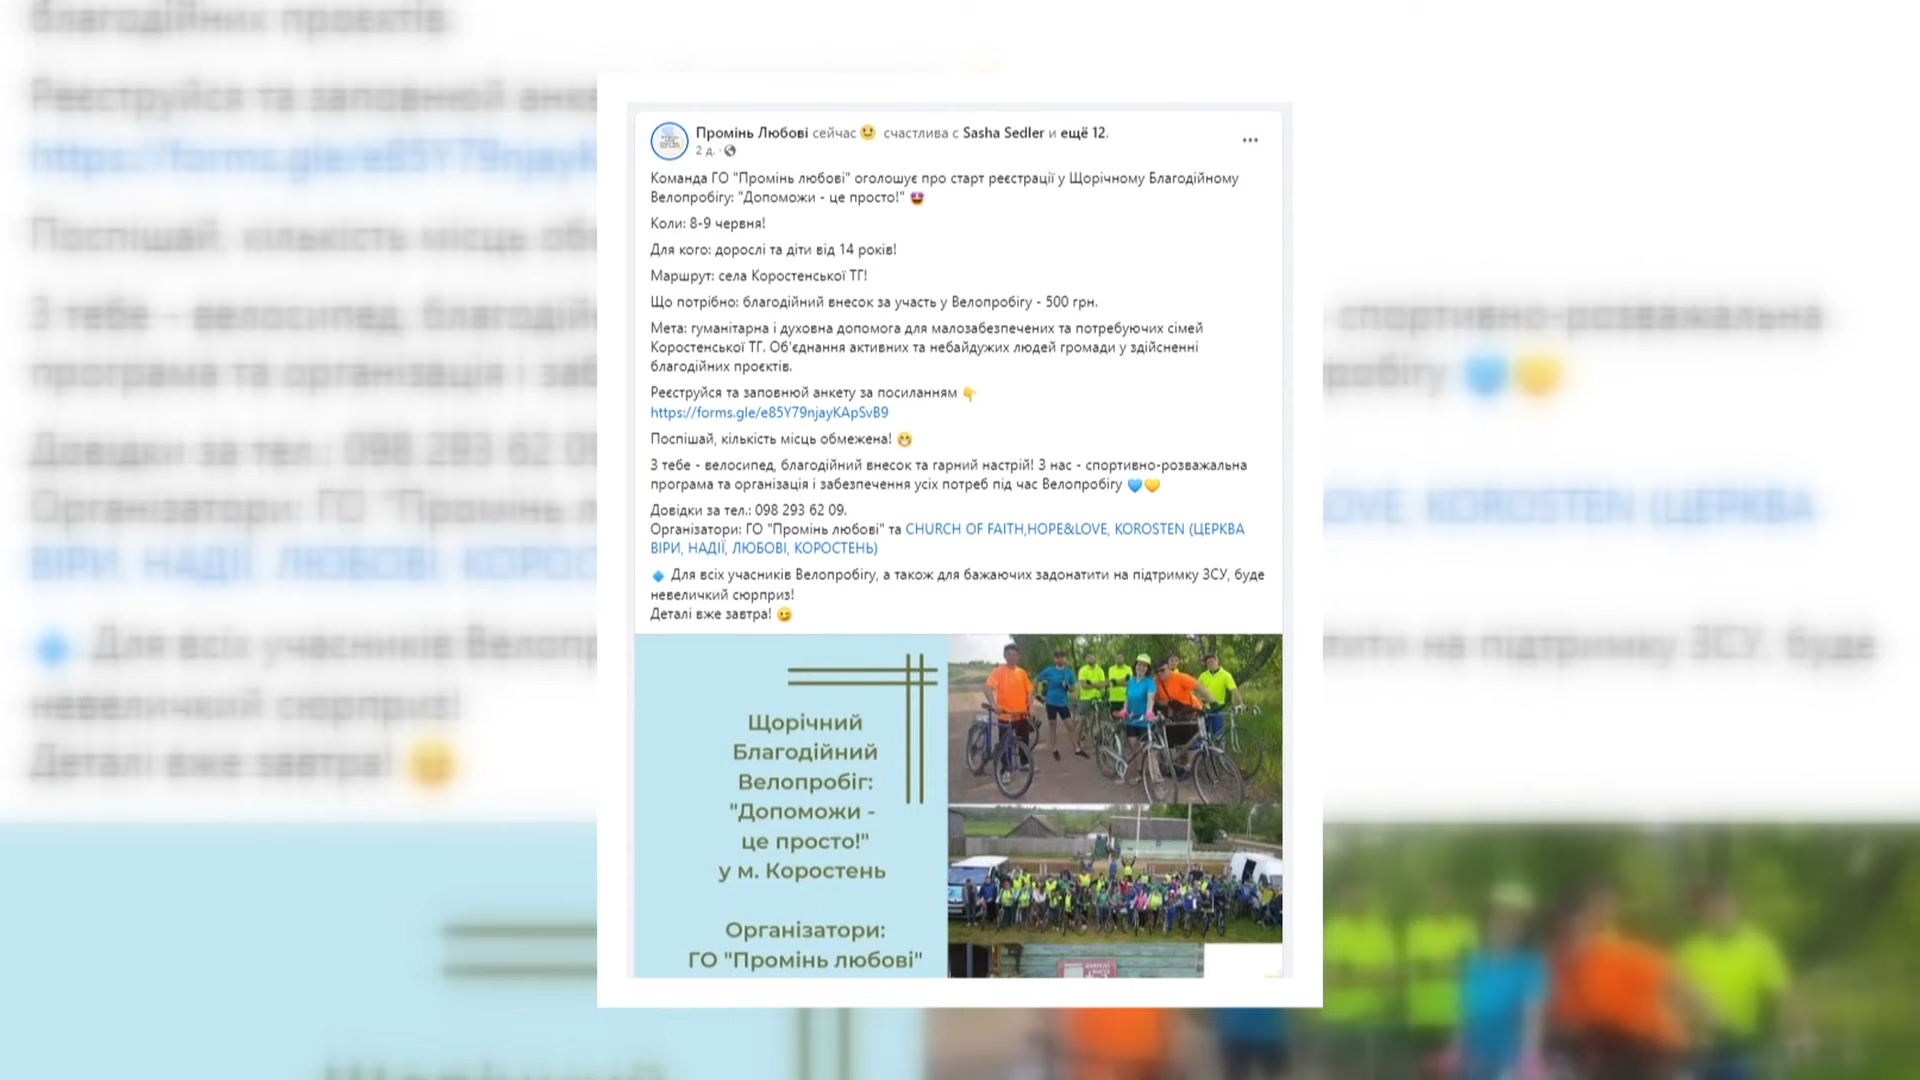 Промінь Любові сейчас счастлива с Sasha Sedler и ещё 12.
2 д.
Команда ГО "Промінь любові" оголошує про старт реєстрації у Щорічному Благодійному
Велопробігу: "Допоможи - це просто!"
Коли: 8-9 червня!
Для кого: дорослі та діти від 14 років!
Маршрут: села Коростенської ТГ!
Що потрібно: благодійний внесок за участь у Велопробігу - 500 грн.
Мета: гуманітарна і духовна допомога для малозабезпечених та потребуючих сімей
Коростенської ТГ. Об'єднання активних та небайдужих людей громади у здійсненні
благодійних проєктів.
Реєструйся та заповнюй анкету за посиланням
https://forms.gle/e85Y79njayKApSvB9
Поспішай, кількість місць обмежена!
З тебе - велосипед, благодійний внесок та гарний настрій! З нас - спортивно-розважальна
програма та організація і забезпечення усіх потреб під час Велопробігу
Довідки за тел.: 098 293 62 09.
Організатори: ГО "Промінь любові" та CHURCH OF FAITH,HOPE&LOVE, KOROSTEN (ЦЕРКВА
ВІРИ, НАДІЇ, ЛЮБОВІ, КОРОСТЕНЬ)
Для всіх учасників Велопробігу, а також для бажаючих задонатити на підтримку ЗСУ, буде
невеличкий сюрприз!
Деталі вже завтра!
Щорічний
Благодійний
Велопробіг:
"Допоможи -
це просто!"
у м. Коростень
Організатори:
ГО "Промінь любові"